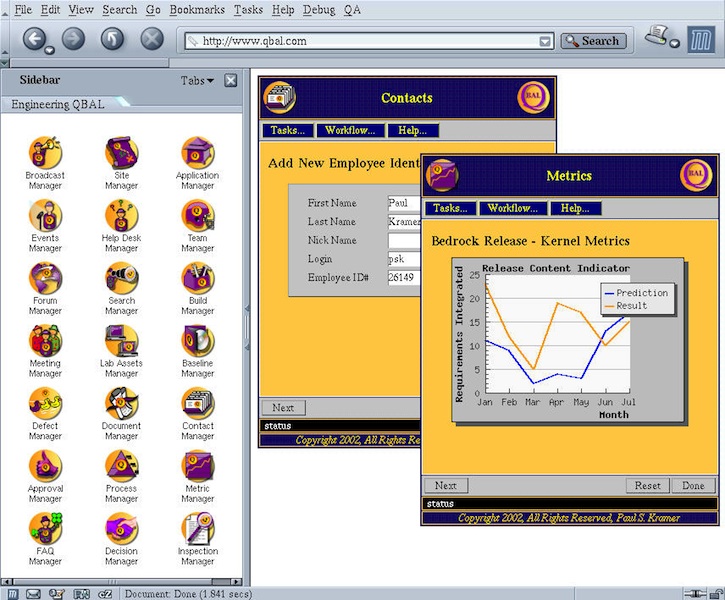 File Edit View Search Go Bookmarks Tasks Help Debug QA
http://www.qbal.com
Search
Sidebar
Tabs
Engineering QBAL
Broadcast Manager
Site Manager
Application Manager
Events Manager
Help Desk Manager
Team Manager
Forum Manager
Search Manager
Build Manager
Meeting Manager
Lab Assets Manager
Baseline Manager
Defect Manager
Document Manager
Contact Manager
Approval Manager
Process Manager
Metric Manager
FAQ Manager
Decision Manager
Inspection Manager
Contacts
BAL
Tasks... Workflow... Help...
Add New Employee Ident
First Name Paul
Last Name Kramer
Nick Name
Login psk
Employee ID# 26149
Next
status
Copyright 2002, All Rights Re
Metrics
BAL
Tasks... Workflow... Help...
Bedrock Release - Kernel Metrics
Release Content Indicator
Requirements Integrated
25
20
15
10
5
0
Prediction
Result
Jan Feb Mar Apr May Jun Jul
Month
Next Reset Done
status
Copyright 2002, All Rights Reserved, Paul S. Kramer
Document: Done (1.841 secs)